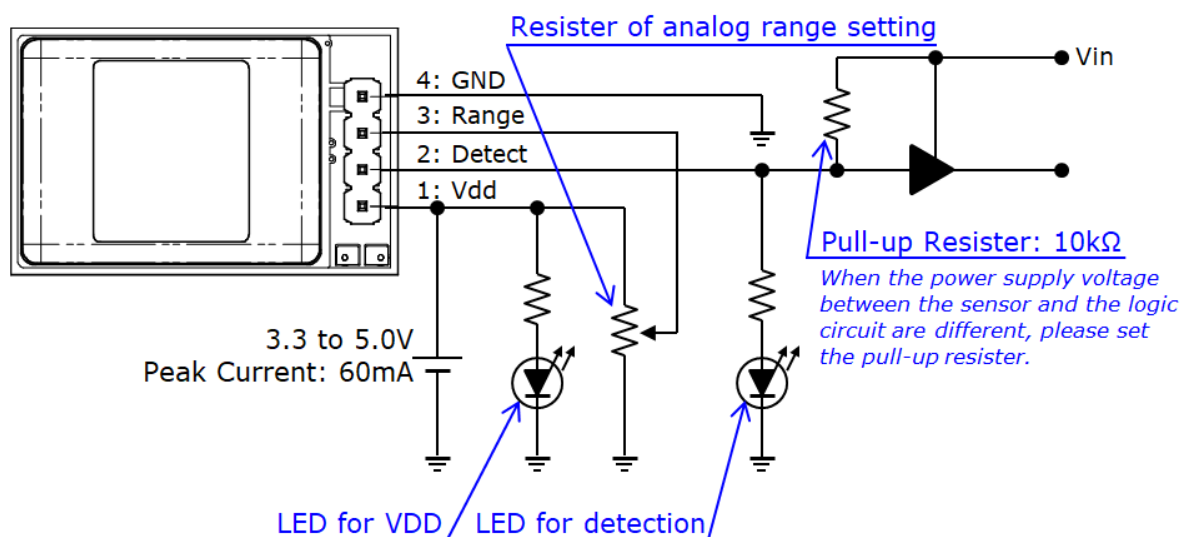 Resister of analog range setting
Vin
4: GND
3: Range
2: Detect
1: Vdd
Pull-up Resister: 10kΩ
When the power supply voltage
between the sensor and the logic
circuit are different, please set
the pull-up resister.
3.3 to 5.0V
Peak Current: 60mA
LED for VDD
LED for detection